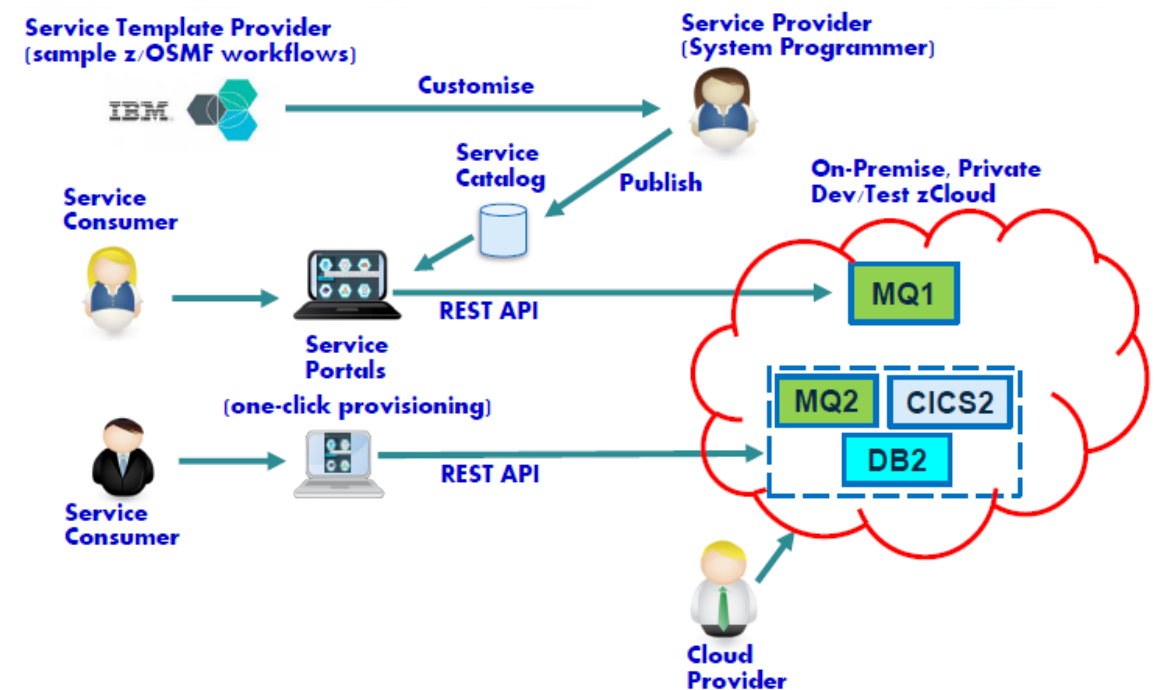 Service Template Provider
(sample z/OSMF workflows)
Service Provider
(System Programmer)
IBM.
Customise
Service
Catalog
Publish
On-Premise, Private
Dev/Test zCloud
Service
Consumer
MQ1
REST API
Service
Portals
(one-click provisioning)
MQ2
CICS2
DB2
REST API
Service
Consumer
Cloud
Provider